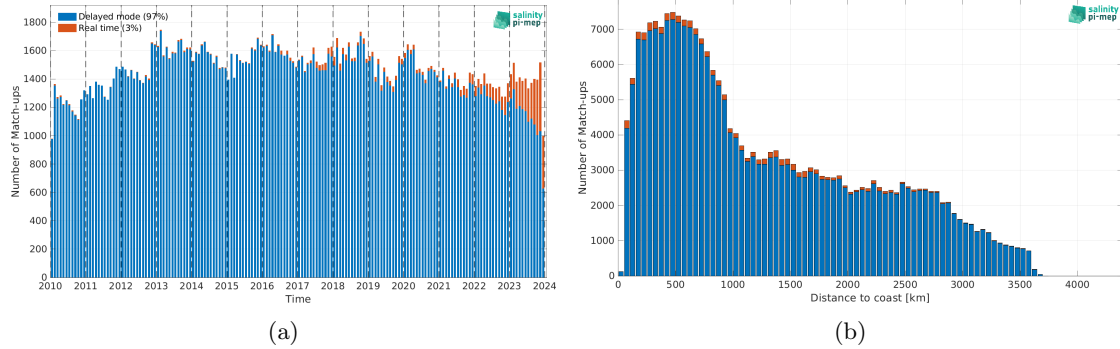 Delayed mode (97%)
Real time (3%)
salinity
pi-mep
Number of Match-ups
1800
1600
1400
1200
1000
800
600
400
200
0
2010 2011 2012 2013 2014 2015 2016 2017 2018 2019 2020 2021 2022 2023 2024
Time
(a)
salinity
pi-mep
Number of Match-ups
7000
6000
5000
4000
3000
2000
1000
0
0 500 1000 1500 2000 2500 3000 3500 4000
Distance to coast [km]
(b)